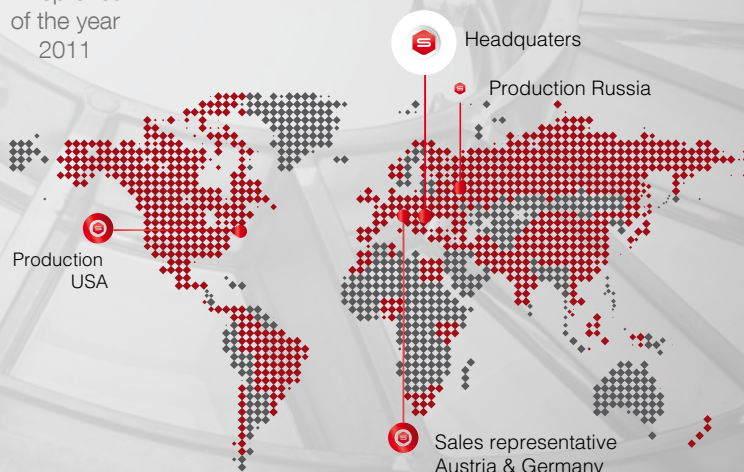 of the year
2011
Headquaters
Production Russia
Production
USA
Sales representative
Austria & Germany